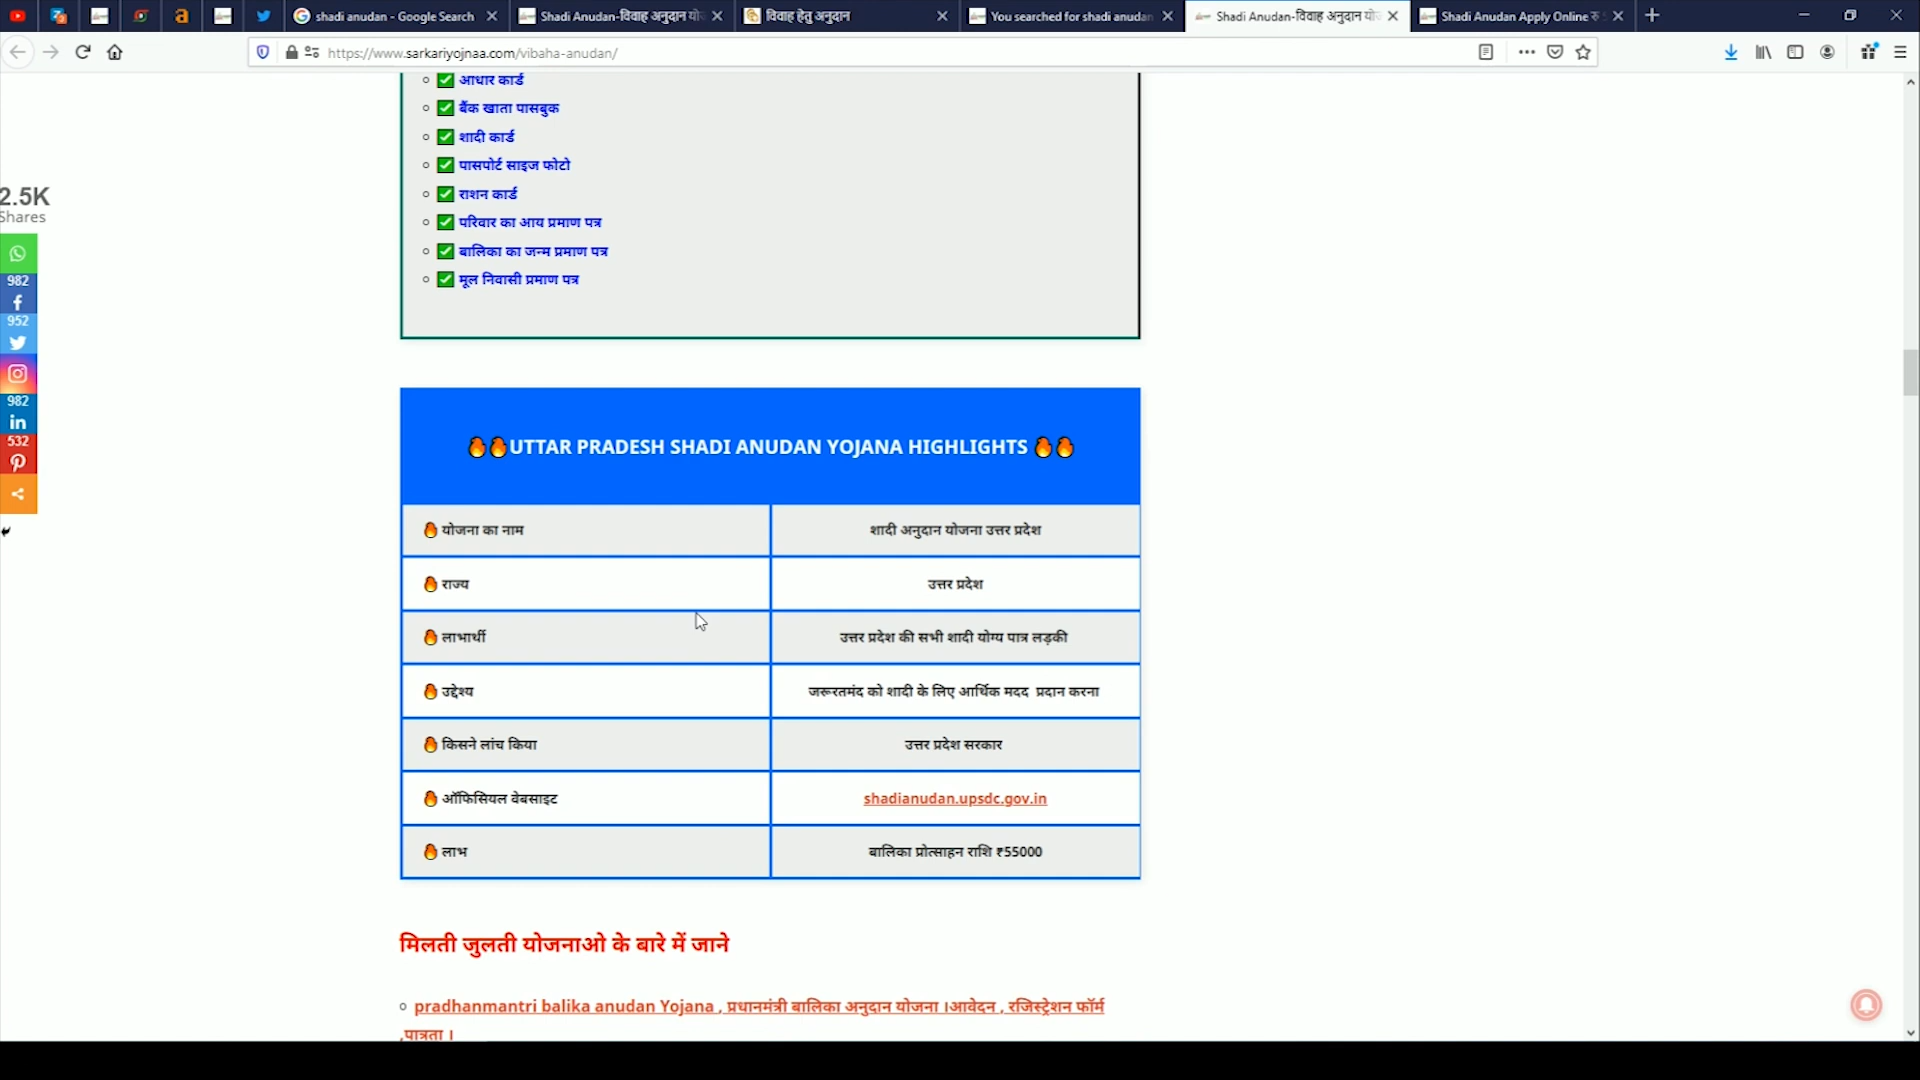 shadi anudan - Google Search
Shadi Anudan-विवाह अनुदान यो
विवाह हेतु अनुदान
You searched for shadi anudan
Shadi Anudan-विवाह अनुदान यो
Shadi Anudan Apply Online रु
https://www.sarkariyojnaa.com/vibaha-anudan/
आधार कार्ड
बैंक खाता पासबुक
शादी कार्ड
पासपोर्ट साइज फोटो
राशन कार्ड
परिवार का आय प्रमाण पत्र
बालिका का जन्म प्रमाण पत्र
मूल निवासी प्रमाण पत्र
2.5K
Shares
982
952
982
532
UTTAR PRADESH SHADI ANUDAN YOJANA HIGHLIGHTS
योजना का नाम शादी अनुदान योजना उत्तर प्रदेश
राज्य उत्तर प्रदेश
लाभार्थी उत्तर प्रदेश की सभी शादी योग्य पात्र लड़की
उद्देश्य जरूरतमंद को शादी के लिए आर्थिक मदद प्रदान करना
किसने लांच किया उत्तर प्रदेश सरकार
ऑफिसियल वेबसाइट shadianudan.upsdc.gov.in
लाभ बालिका प्रोत्साहन राशि ₹55000
मिलती जुलती योजनाओ के बारे में जाने
pradhanmantri balika anudan Yojana , प्रधानमंत्री बालिका अनुदान योजना ।आवेदन , रजिस्ट्रेशन फॉर्म
,पात्रता ।